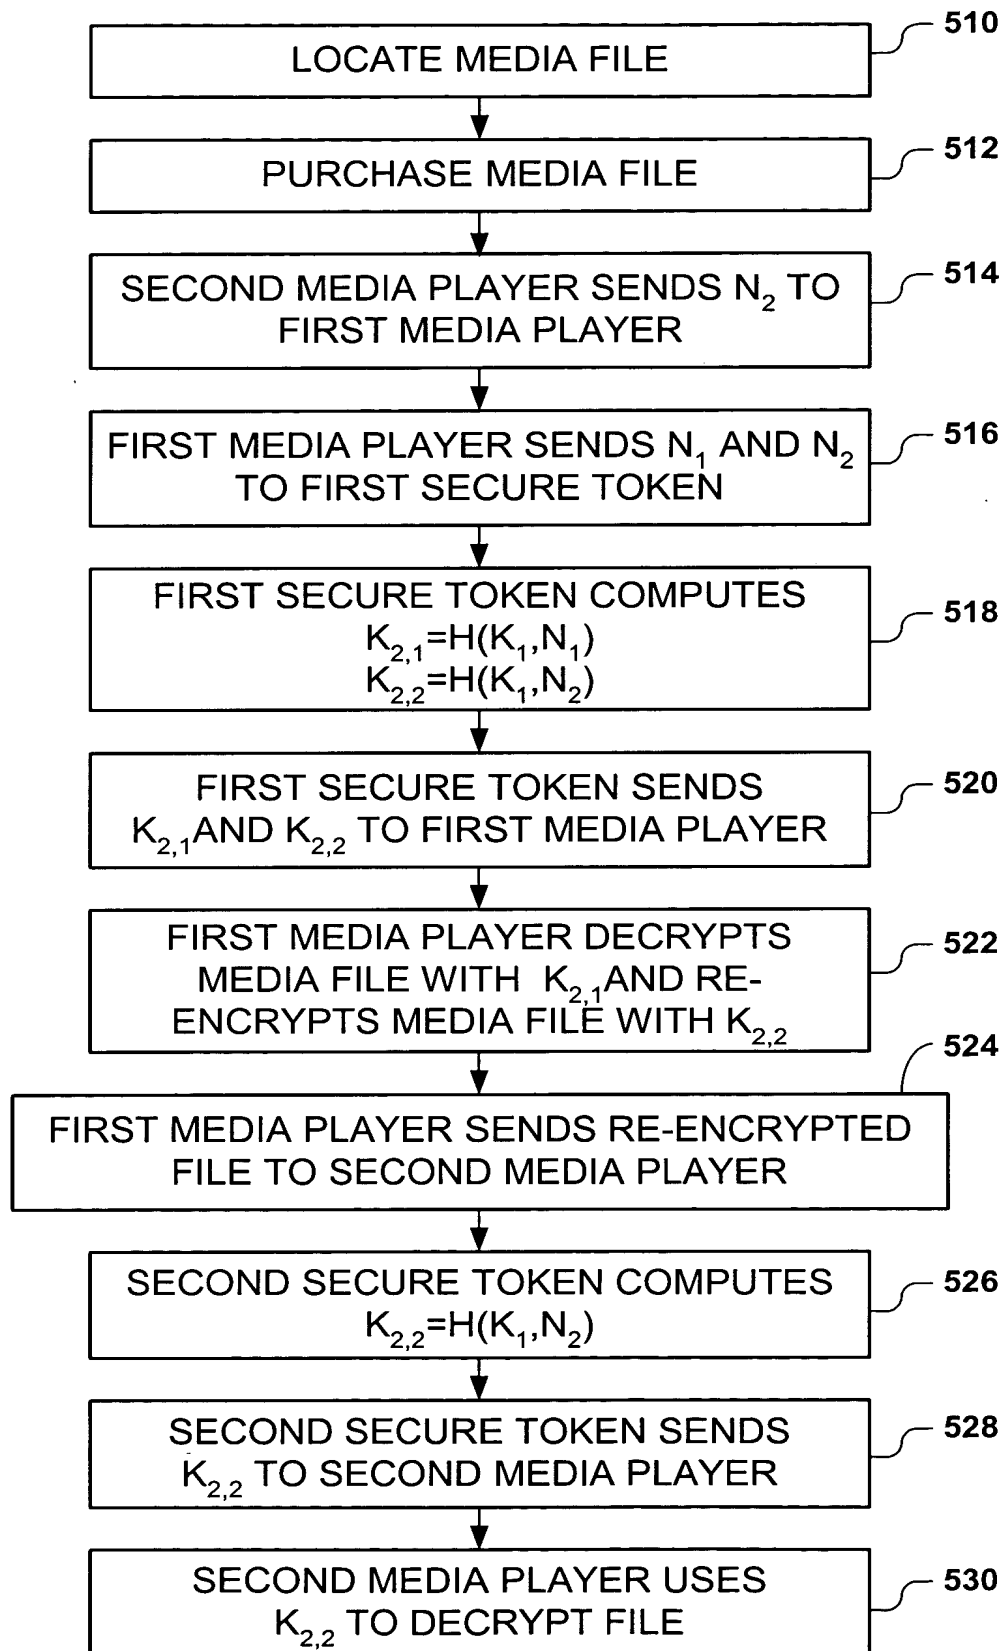 510
LOCATE MEDIA FILE
512
PURCHASE MEDIA FILE
514
SECOND MEDIA PLAYER SENDS N₂ TO
FIRST MEDIA PLAYER
516
FIRST MEDIA PLAYER SENDS N₁ AND N₂
TO FIRST SECURE TOKEN
518
FIRST SECURE TOKEN COMPUTES
K₂,₁=H(K₁,N₁)
K₂,₂=H(K₁,N₂)
520
FIRST SECURE TOKEN SENDS
K₂,₁ AND K₂,₂ TO FIRST MEDIA PLAYER
522
FIRST MEDIA PLAYER DECRYPTS
MEDIA FILE WITH K₂,₁ AND RE-
ENCRYPTS MEDIA FILE WITH K₂,₂
524
FIRST MEDIA PLAYER SENDS RE-ENCRYPTED
FILE TO SECOND MEDIA PLAYER
526
SECOND SECURE TOKEN COMPUTES
K₂,₂=H(K₁,N₂)
528
SECOND SECURE TOKEN SENDS
K₂,₂ TO SECOND MEDIA PLAYER
530
SECOND MEDIA PLAYER USES
K₂,₂ TO DECRYPT FILE